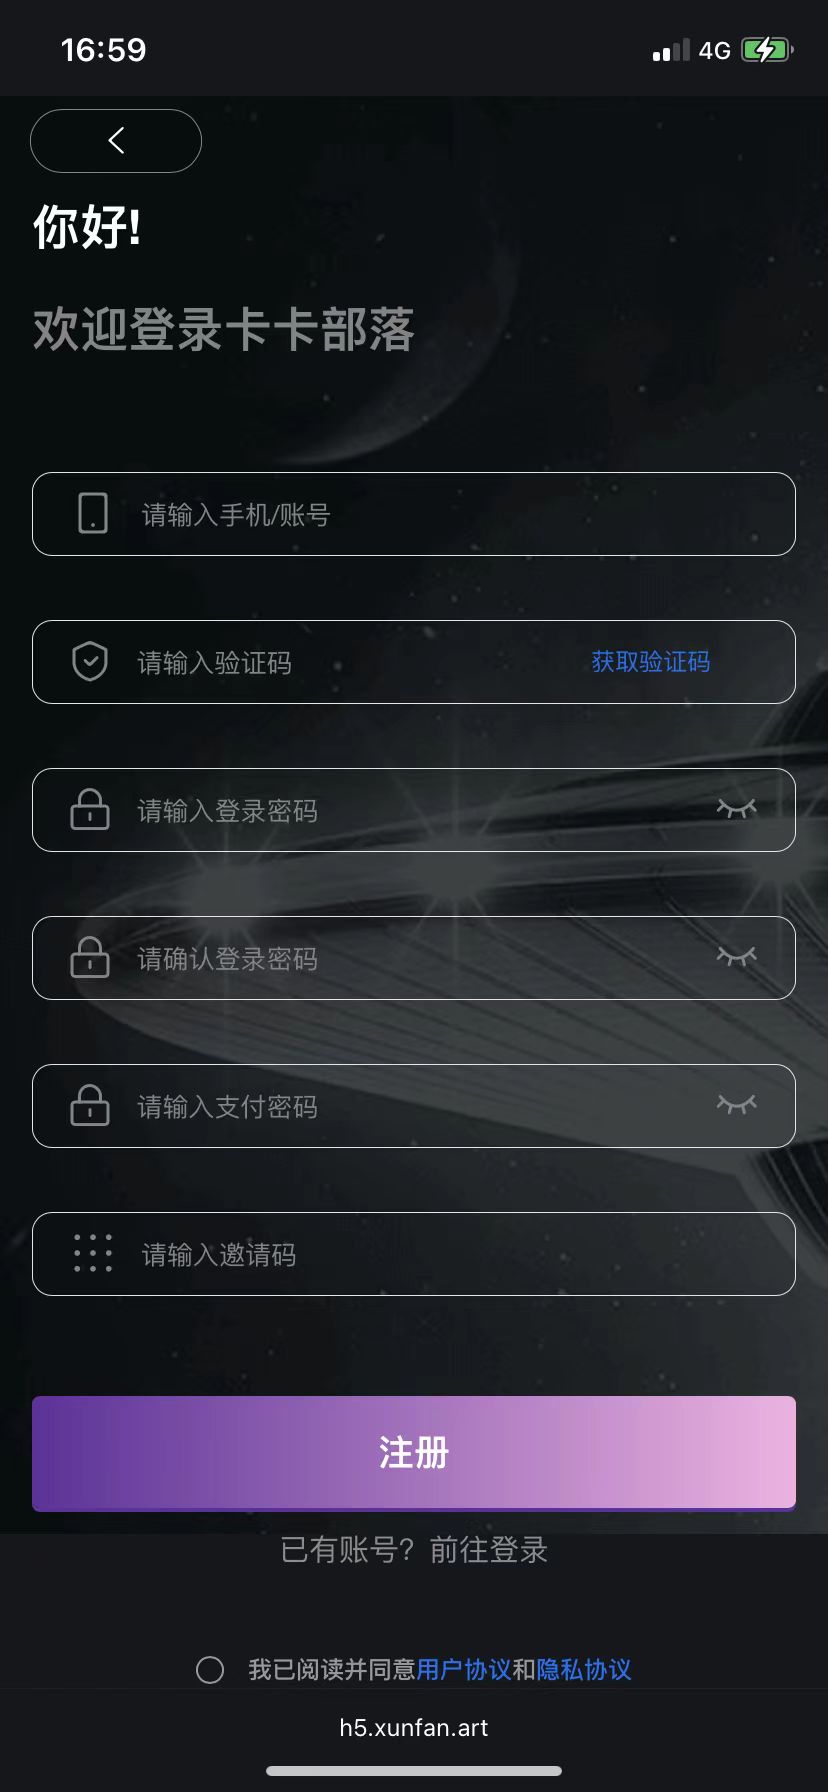 16:59
4G
你好!
欢迎登录卡卡部落
请输入手机/账号
请输入验证码
获取验证码
请输入登录密码
请确认登录密码
请输入支付密码
请输入邀请码
注册
已有账号？前往登录
我已阅读并同意用户协议和隐私协议
h5.xunfan.art